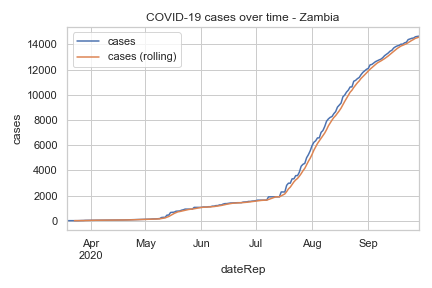 COVID-19 cases over time - Zambia
cases
cases (rolling)
14000
12000
10000
8000
6000
4000
2000
0
cases
Apr May Jun Jul Aug Sep
2020
dateRep